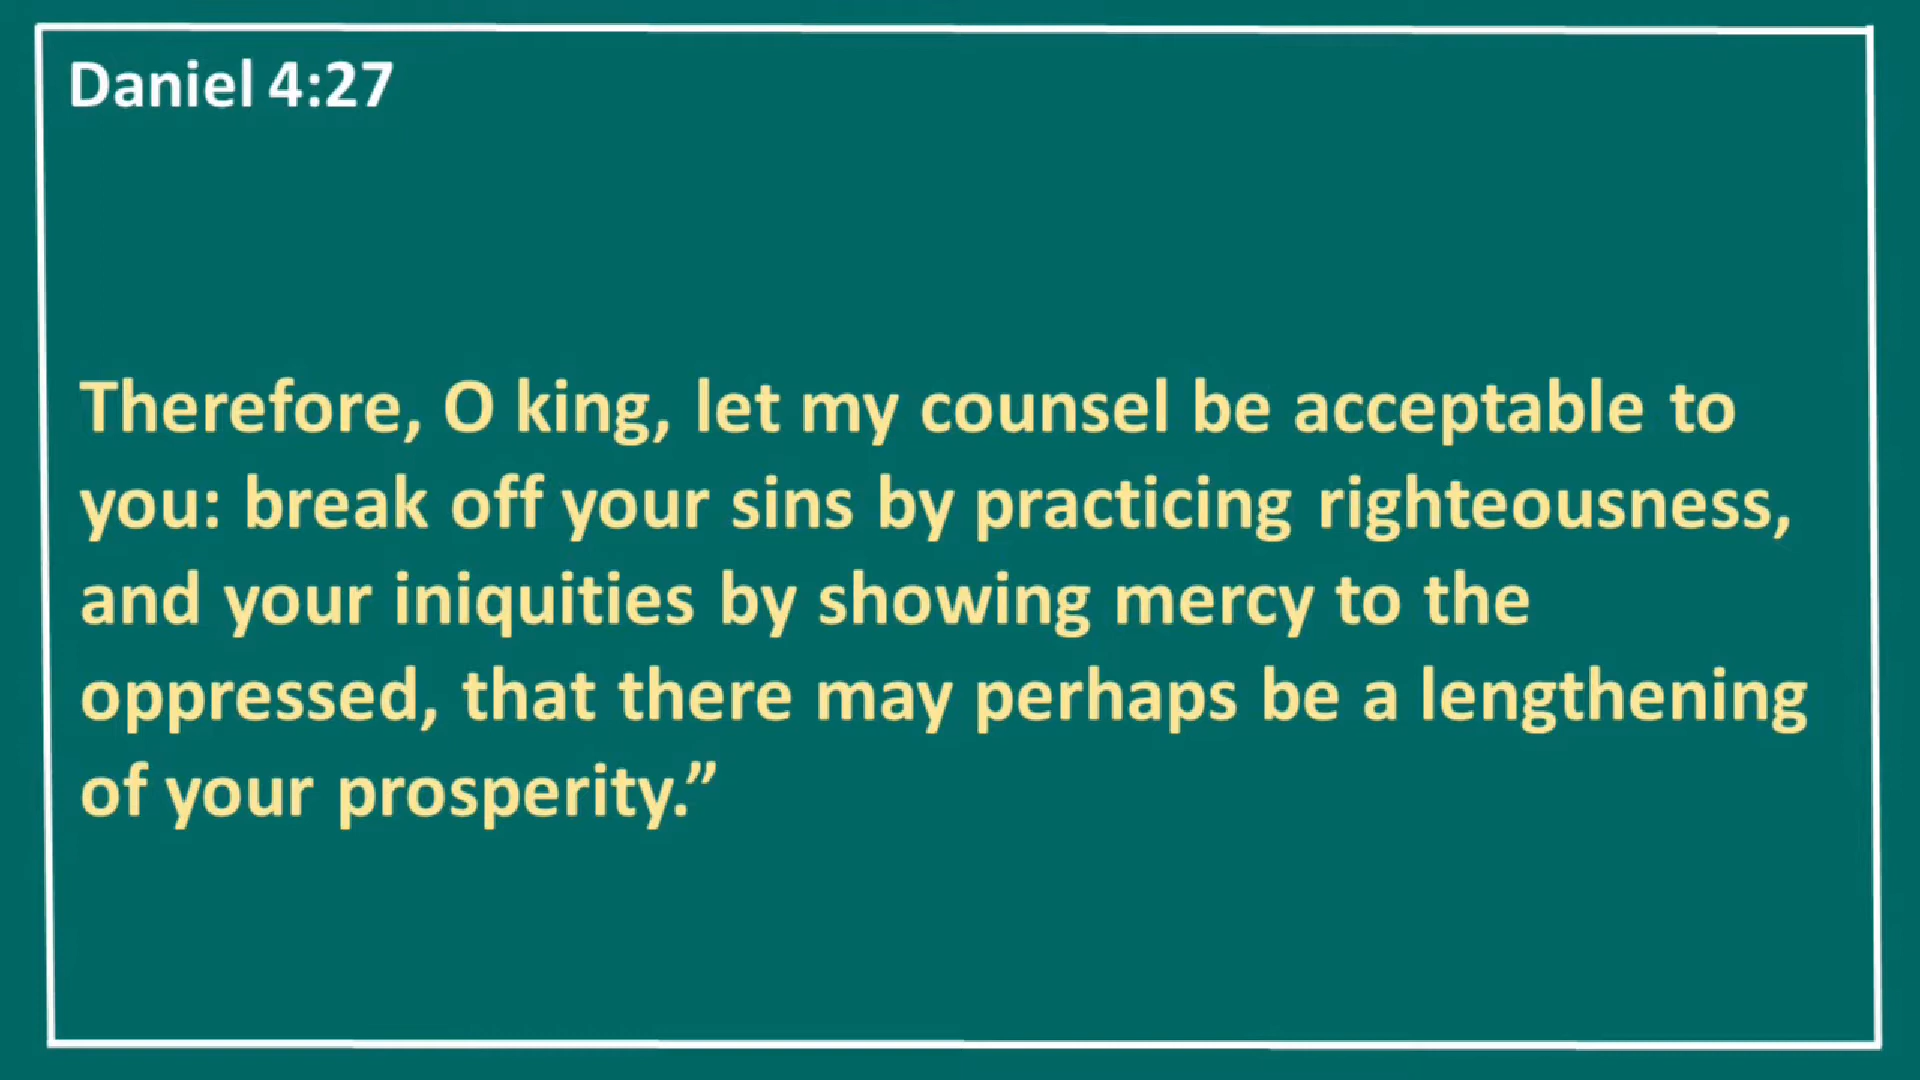 Daniel 4:27
Therefore, O king, let my counsel be acceptable to
you: break off your sins by practicing righteousness,
and your iniquities by showing mercy to the
oppressed, that there may perhaps be a lengthening
of your prosperity.”